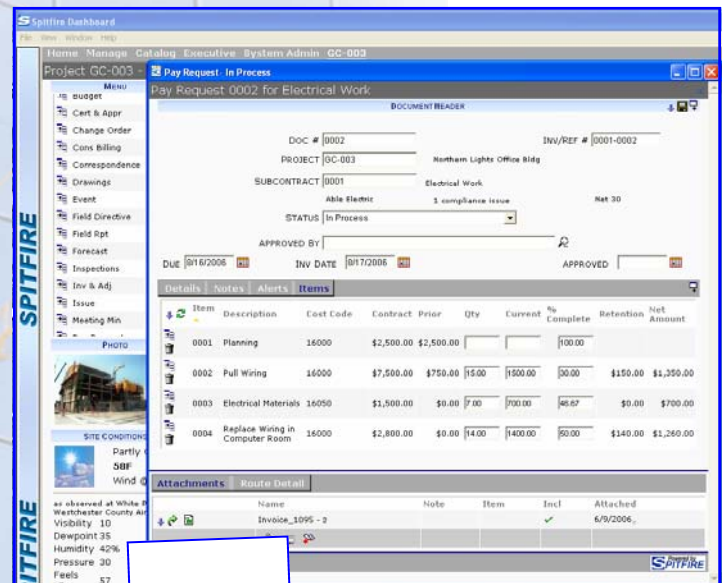 Spitfire Dashboard
File View Window Help
Home Manage Catalog Executive System Admin GC-003
Project GC-003 -
MENU
Budget
Cert & Appr
Change Order
Cons Billing
Correspondence
Drawings
Event
Field Directive
Field Rpt
Forecast
Inspections
Inv & Adj
Issue
Meeting Min
PHOTO
SITE CONDITIONS
Partly
58F
Wind
as observed at White P
Westchester County Air
Visibility 10
Dewpoint 35
Humidity 42%
Pressure 30
Feels
57
SPITFIRE
Pay Request - In Process
Pay Request 0002 for Electrical Work
DOCUMENT HEADER
DOC # 0002 INV/REF # 0001-0002
PROJECT GC-003 Northern Lights Office Bldg
SUBCONTRACT 0001 Electrical Work
Able Electric 1 compliance issue Net 30
STATUS In Process
APPROVED BY
DUE 8/16/2006 INV DATE 8/17/2006 APPROVED
Details Notes Alerts Items
Item Description Cost Code Contract Prior Qty Current % Complete Retention Net Amount
0001 Planning 16000 $2,500.00 $2,500.00 100.00
0002 Pull Wiring 16000 $7,500.00 $750.00 15.00 1500.00 30.00 $150.00 $1,350.00
0003 Electrical Materials 16050 $1,500.00 $0.00 7.00 700.00 46.67 $0.00 $700.00
0004 Replace Wiring in Computer Room 16000 $2,800.00 $0.00 14.00 1400.00 50.00 $140.00 $1,260.00
Attachments Route Detail
Name Note Item Incl Attached
Invoice_1095 - 2 6/9/2006
Powered by
SPITFIRE